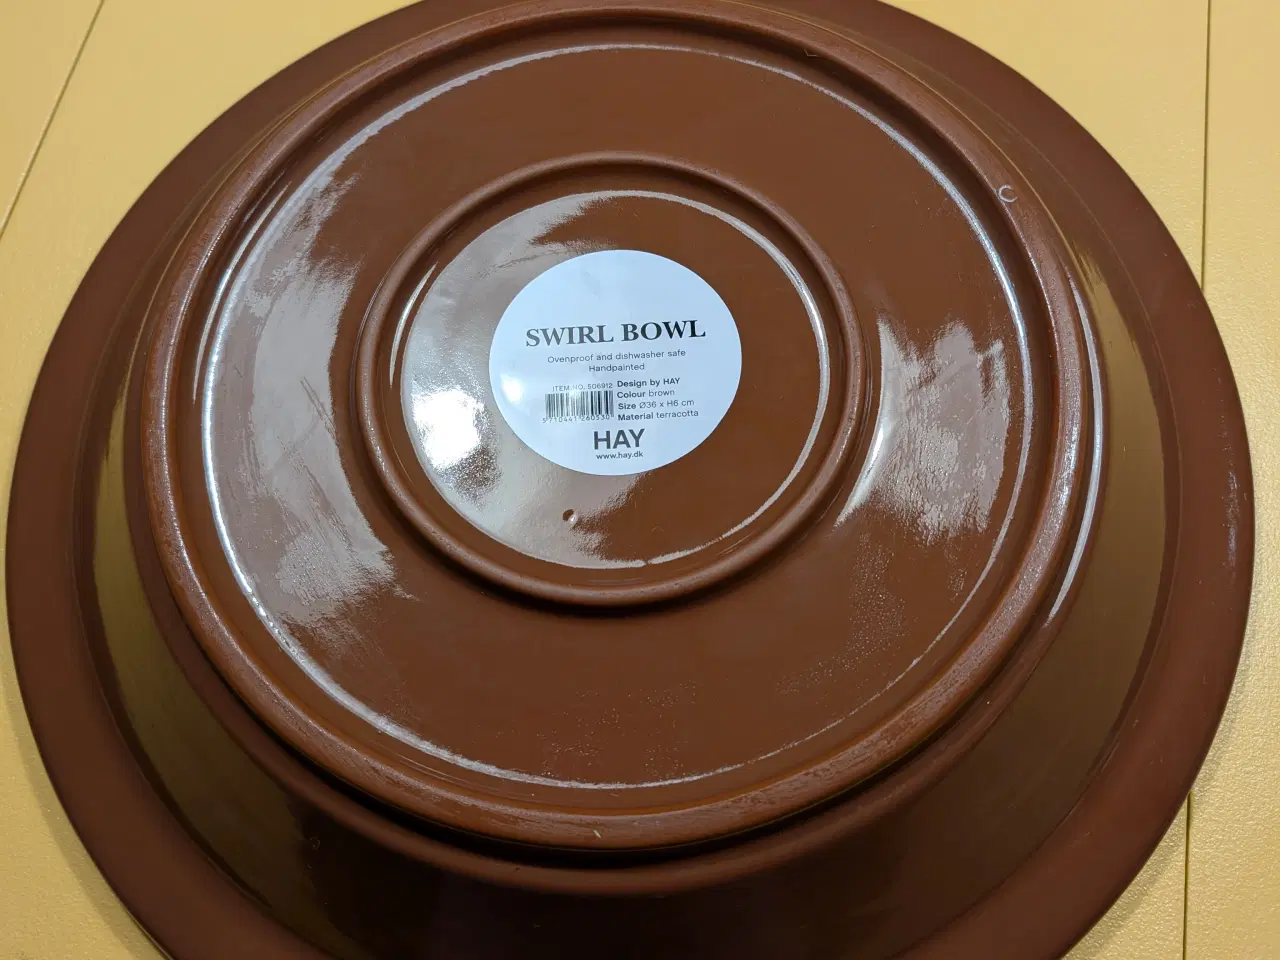 SWIRL BOWL
Ovenproof and dishwasher safe
Handpainted
ITEM NO. 506912
Design by HAY
Colour brown
Size Ø36 x H6 cm
Material terracotta
5710441260530
HAY
www.hay.dk